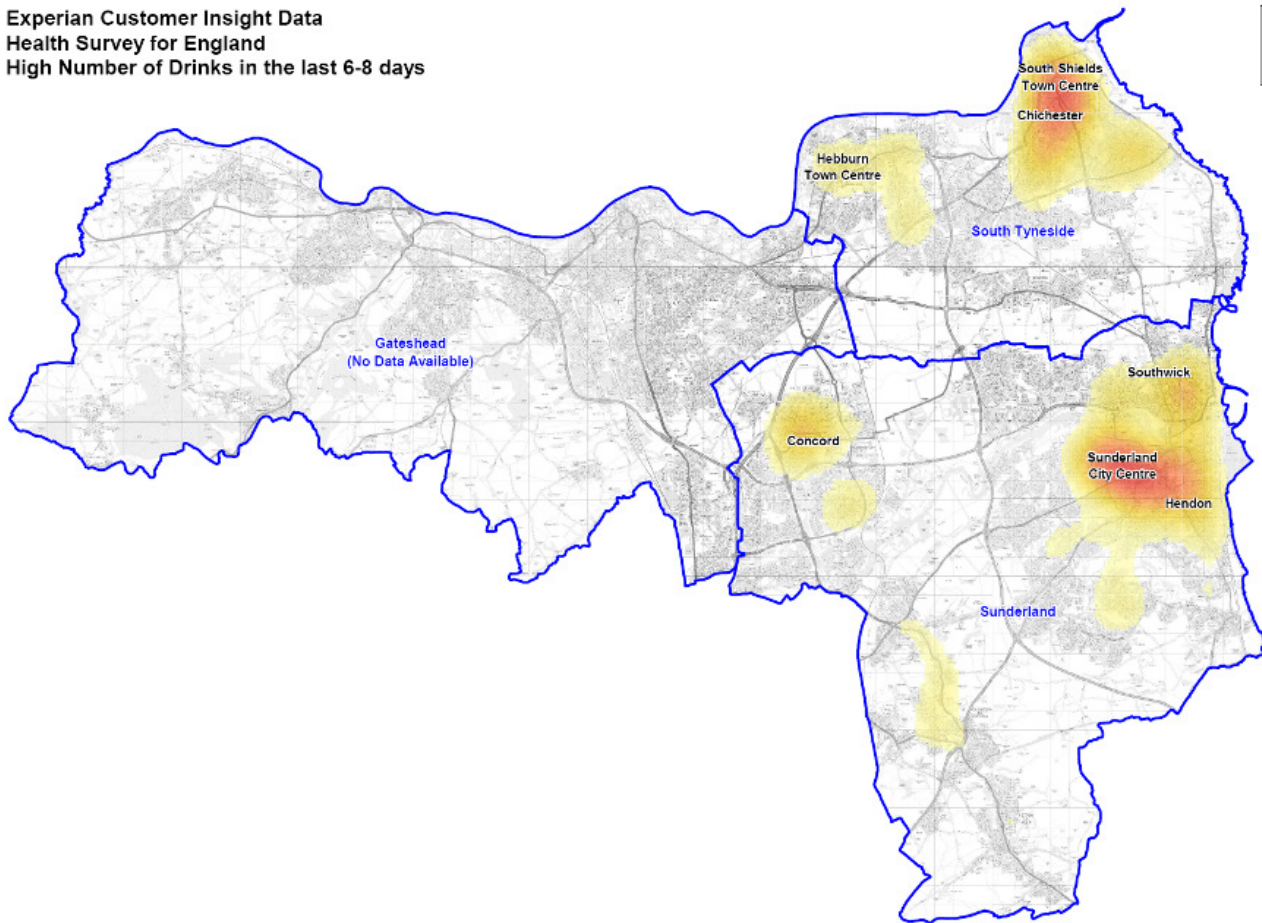 Experian Customer Insight Data
Health Survey for England
High Number of Drinks in the last 6-8 days
South Shields
Town Centre
Chichester
Hebburn
Town Centre
South Tyneside
Gateshead
(No Data Available)
Southwick
Concord
Sunderland
City Centre
Hendon
Sunderland